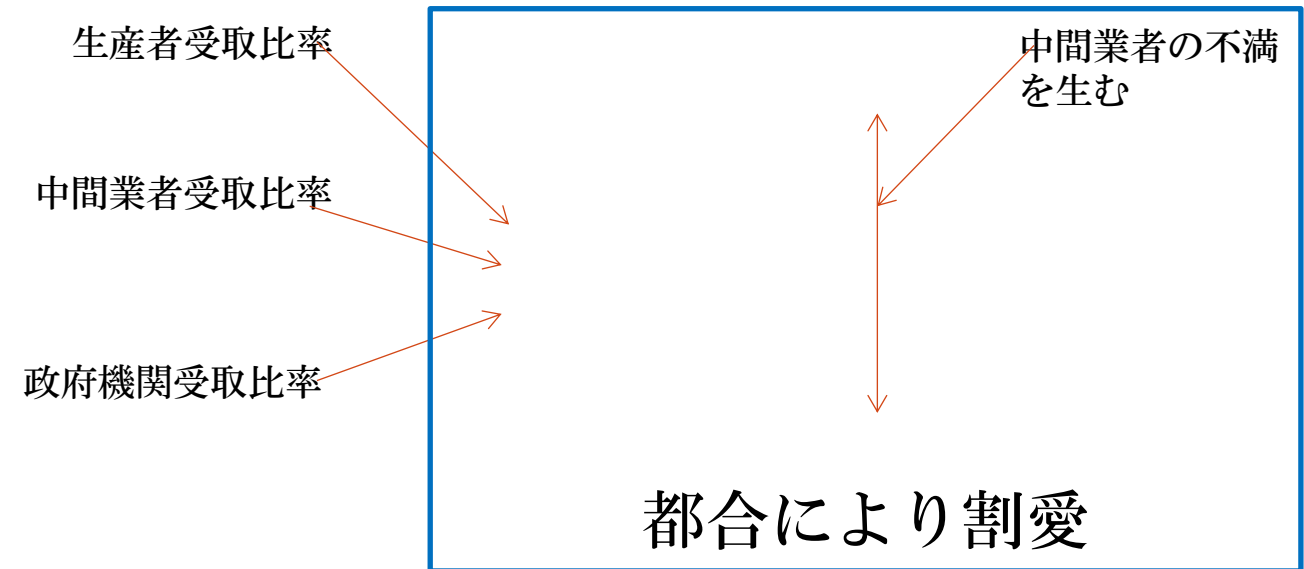 生産者受取比率
中間業者の不満
を生む
中間業者受取比率
政府機関受取比率
都合により割愛